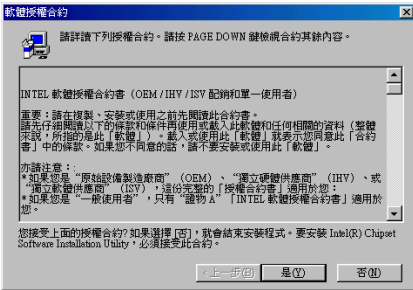 軟體授權合約
請詳讀下列授權合約。請按 PAGE DOWN 鍵檢視合約其餘內容。
INTEL 軟體授權合約書（OEM / IHV / ISV 配銷和單一使用者）
重要：請在複製、安裝或使用之前先閱讀此合約書。
請先仔細閱讀以下的條款和條件再使用或載入此軟體和任何相關的資料（整體
來說，所指的是此「軟體」）。載入或使用此「軟體」就表示您同意此「合約
書」中的條款。如果您不同意的話，請不要安裝或使用此「軟體」。
亦請注意：:
*如果您是“原始設備製造廠商”（OEM）、“獨立硬體供應商”（IHV）、或
“獨立軟體供應商”（ISV），這份完整的「授權合約書」適用於您：
*如果您是“一般使用者”，只有“證物 A”「INTEL 軟體授權合約書」適用於
您。
您接受上面的授權合約? 如果選擇 [否]，就會結束安裝程式。要安裝 Intel(R) Chipset
Software Installation Utility，必須接受此合約。
<上一步(B)
是(Y)
否(N)